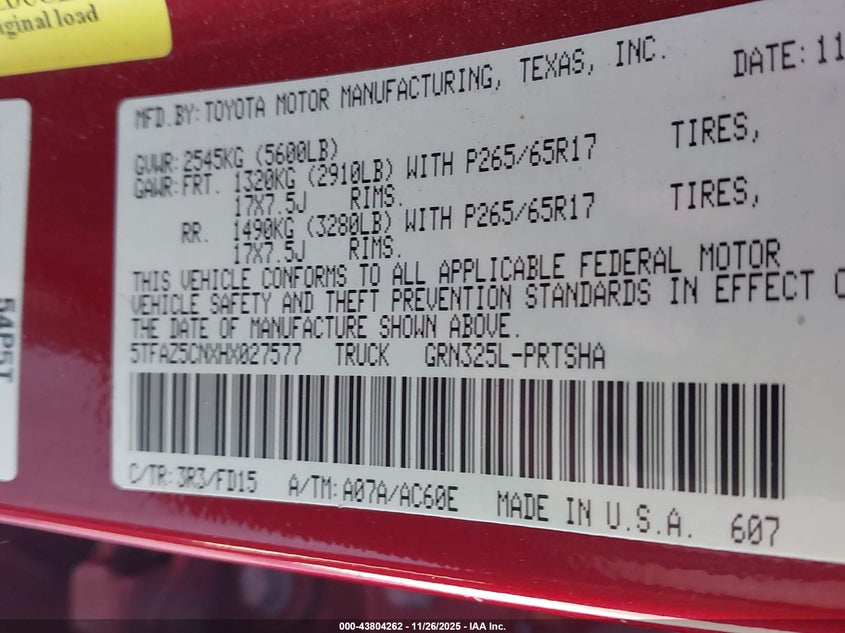 ginal load
MFD.BY:TOYOTA MOTOR MANUFACTURING, TEXAS, INC. DATE:11
GVWR:2545KG (5600LB)
GAWR:FRT. 1320KG (2910LB) WITH P265/65R17 TIRES,
17X7.5J RIMS.
RR. 1490KG (3280LB) WITH P265/65R17 TIRES,
17X7.5J RIMS.
THIS VEHICLE CONFORMS TO ALL APPLICABLE FEDERAL MOTOR
VEHICLE SAFETY AND THEFT PREVENTION STANDARDS IN EFFECT
THE DATE OF MANUFACTURE SHOWN ABOVE.
5TFAZ5CNXHX027577 TRUCK GRN325L-PRTSHA
C/TR:3R3/FD15 A/TM:A07A/AC60E MADE IN U.S.A. 607
54P5T
000-43804262 - 11/26/2025 - IAA Inc.